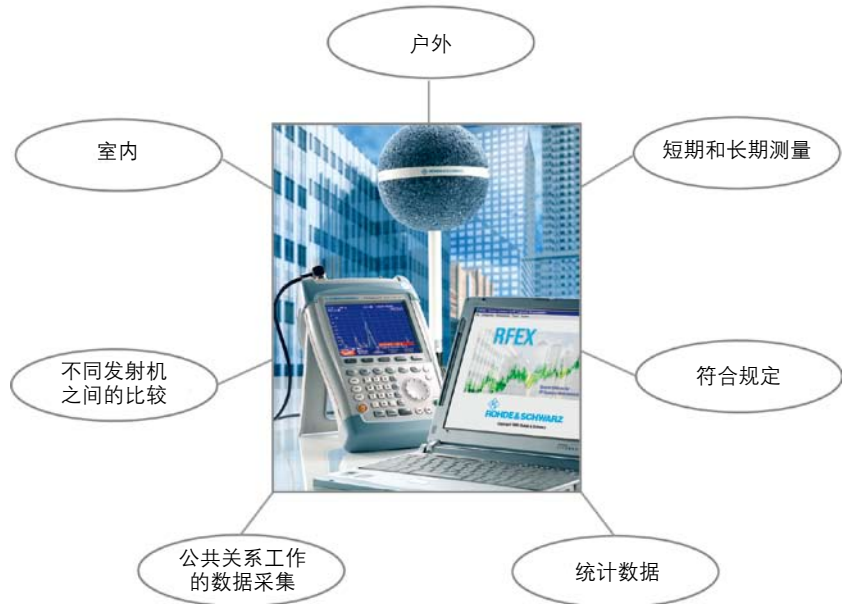 户外
室内
短期和长期测量
RFEX
ROHDE & SCHWARZ
不同发射机
之间的比较
符合规定
公共关系工作
的数据采集
统计数据